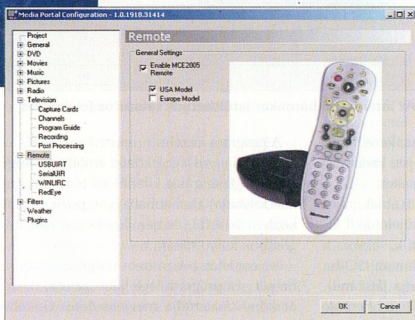 Media Portal Configuration - 1.0.1918.31414
Project
General
DVD
Movies
Music
Pictures
Radio
Television
Capture Cards
Channels
Program Guide
Recording
Post Processing
Remote
USBUIRT
SerialUIR
WINLIRC
RedEye
Filters
Weather
Plugins
Remote
General Settings
Enable MCE2005
Remote
USA Model
Europe Model
Microsoft
OK
Cancel